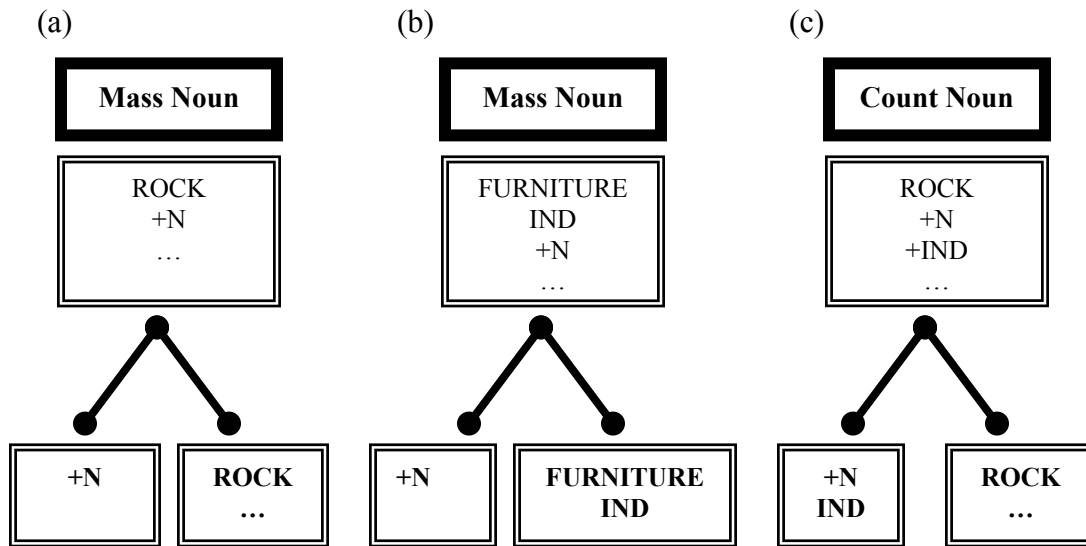 (a)
Mass Noun
ROCK
+N
…
+N
ROCK
…
(b)
Mass Noun
FURNITURE
IND
+N
…
+N
FURNITURE
IND
(c)
Count Noun
ROCK
+N
+IND
…
+N
IND
ROCK
…